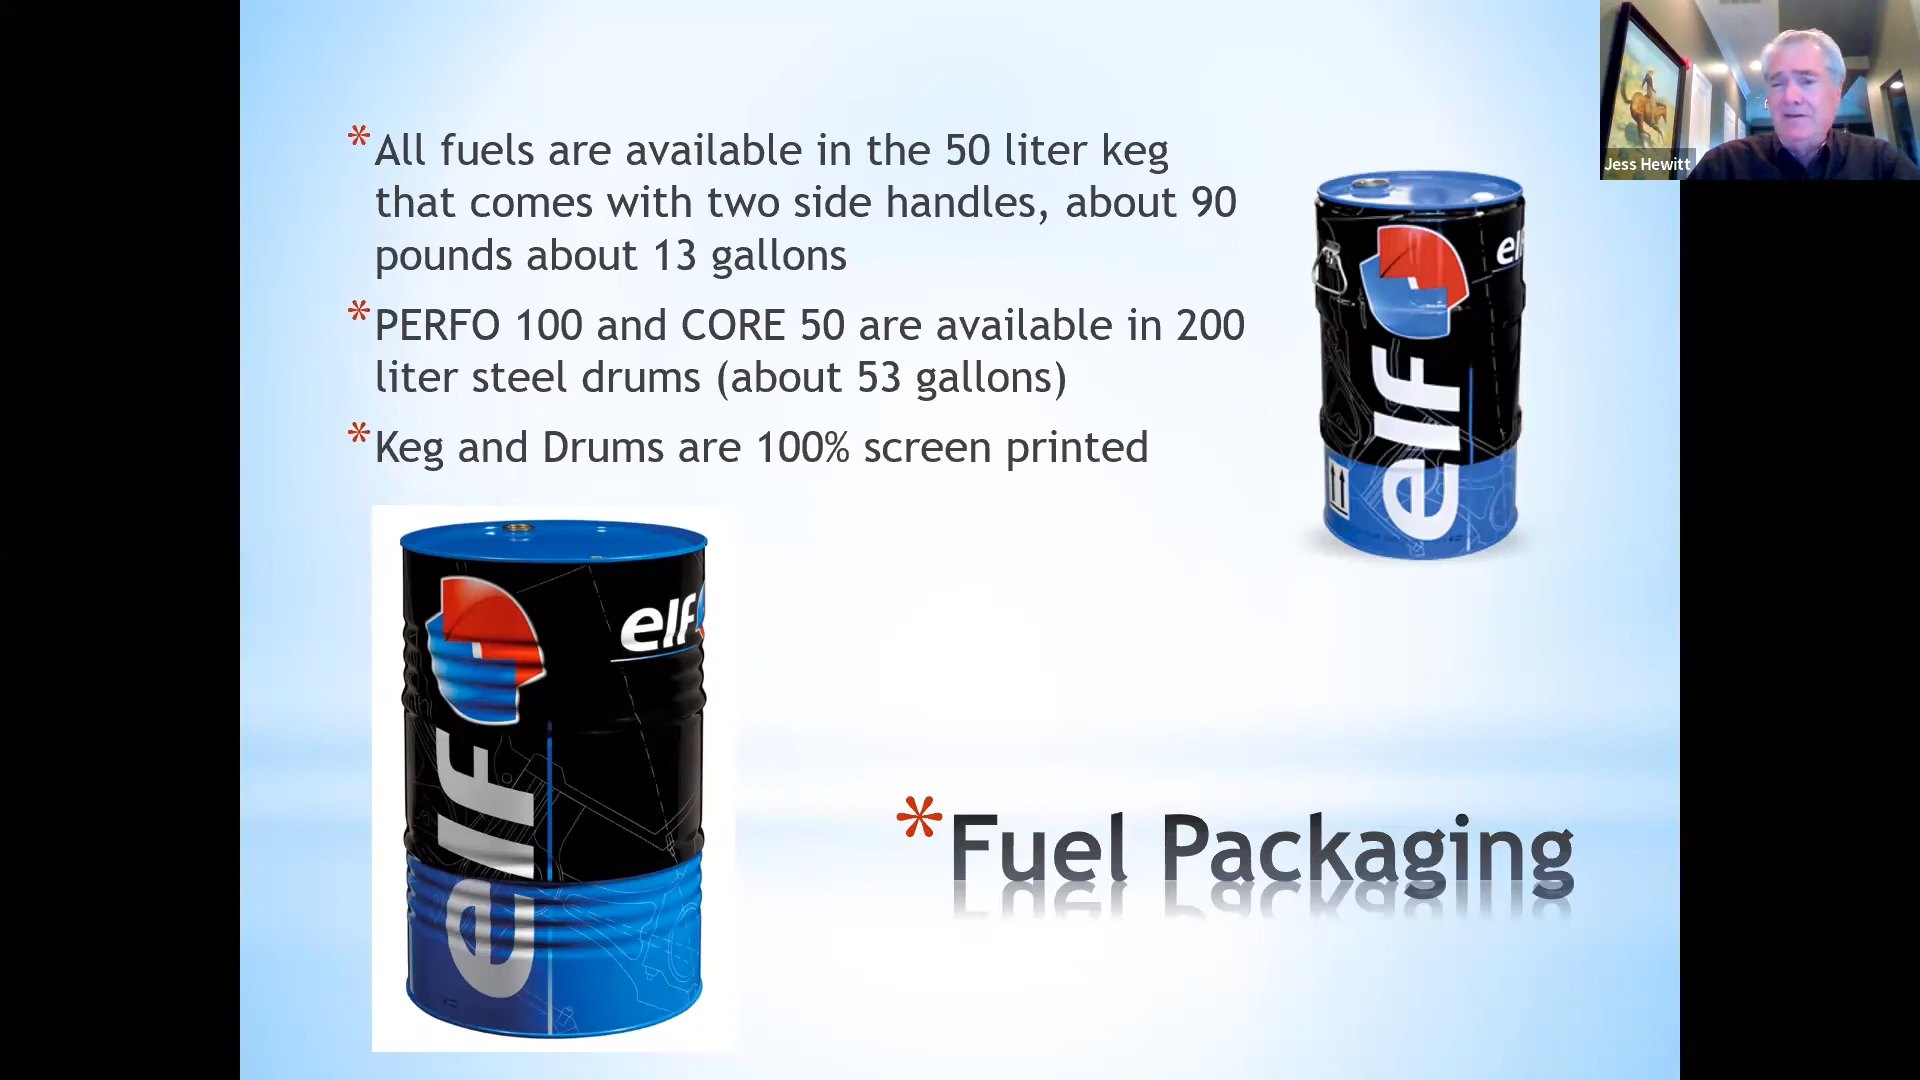 * All fuels are available in the 50 liter keg
that comes with two side handles, about 90
pounds about 13 gallons
* PERFO 100 and CORE 50 are available in 200
liter steel drums (about 53 gallons)
* Keg and Drums are 100% screen printed
Jess Hewitt
elf
elf
elf
elf
* Fuel Packaging